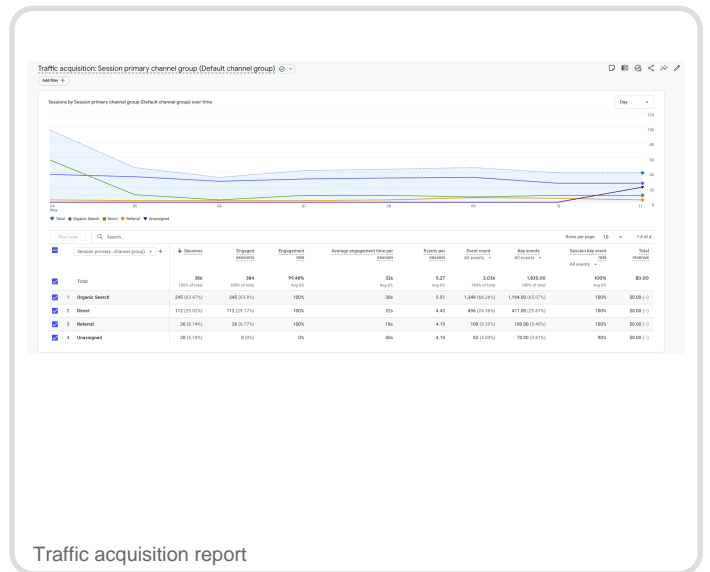 Traffic acquisition: Session primary channel group (Default channel group)
Add filter +
Sessions by Session primary channel group (Default channel group) over time
Day
120
100
80
60
40
20
0
04 May
05
06
07
08
09
10
11
Total Organic Search Direct Referral Unassigned
Plot rows Search... Rows per page: 10 1-4 of 4
Session primary...channel group) + ↓ Sessions Engaged sessions Engagement rate Average engagement time per session Events per session Event count All events Key events All events Session key event rate All events Total revenue
Total 386 384 99.48% 32s 5.27 2,036 1,835.00 100% $0.00
100% of total 100% of total Avg 0% Avg 0% Avg 0% 100% of total 100% of total Avg 0%
1 Organic Search 245 (63.47%) 245 (63.8%) 100% 30s 5.51 1,349 (66.26%) 1,194.00 (65.07%) 100% $0.00 (–)
2 Direct 112 (29.02%) 112 (29.17%) 100% 32s 4.43 496 (24.36%) 471.00 (25.67%) 100% $0.00 (–)
3 Referral 26 (6.74%) 26 (6.77%) 100% 18s 4.19 109 (5.35%) 100.00 (5.45%) 100% $0.00 (–)
4 Unassigned 20 (5.18%) 0 (0%) 0% 40s 4.10 82 (4.03%) 70.00 (3.81%) 90% $0.00 (–)
Traffic acquisition report